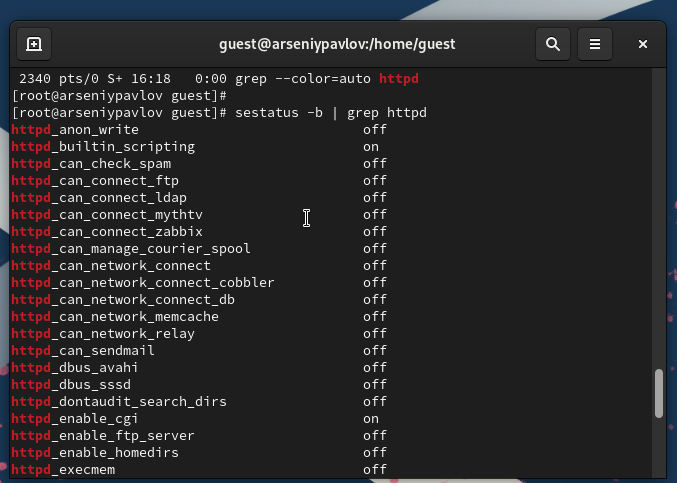 guest@arseniypavlov:/home/guest
2340 pts/0 S+ 16:18   0:00 grep --color=auto httpd
[root@arseniypavlov guest]#
[root@arseniypavlov guest]# sestatus -b | grep httpd
httpd_anon_write                            off
httpd_builtin_scripting                     on
httpd_can_check_spam                        off
httpd_can_connect_ftp                       off
httpd_can_connect_ldap                      off
httpd_can_connect_mythtv                    off
httpd_can_connect_zabbix                    off
httpd_can_manage_courier_spool              off
httpd_can_network_connect                   off
httpd_can_network_connect_cobbler           off
httpd_can_network_connect_db                off
httpd_can_network_memcache                  off
httpd_can_network_relay                     off
httpd_can_sendmail                          off
httpd_dbus_avahi                            off
httpd_dbus_sssd                             off
httpd_dontaudit_search_dirs                 off
httpd_enable_cgi                            on
httpd_enable_ftp_server                     off
httpd_enable_homedirs                       off
httpd_execmem                               off